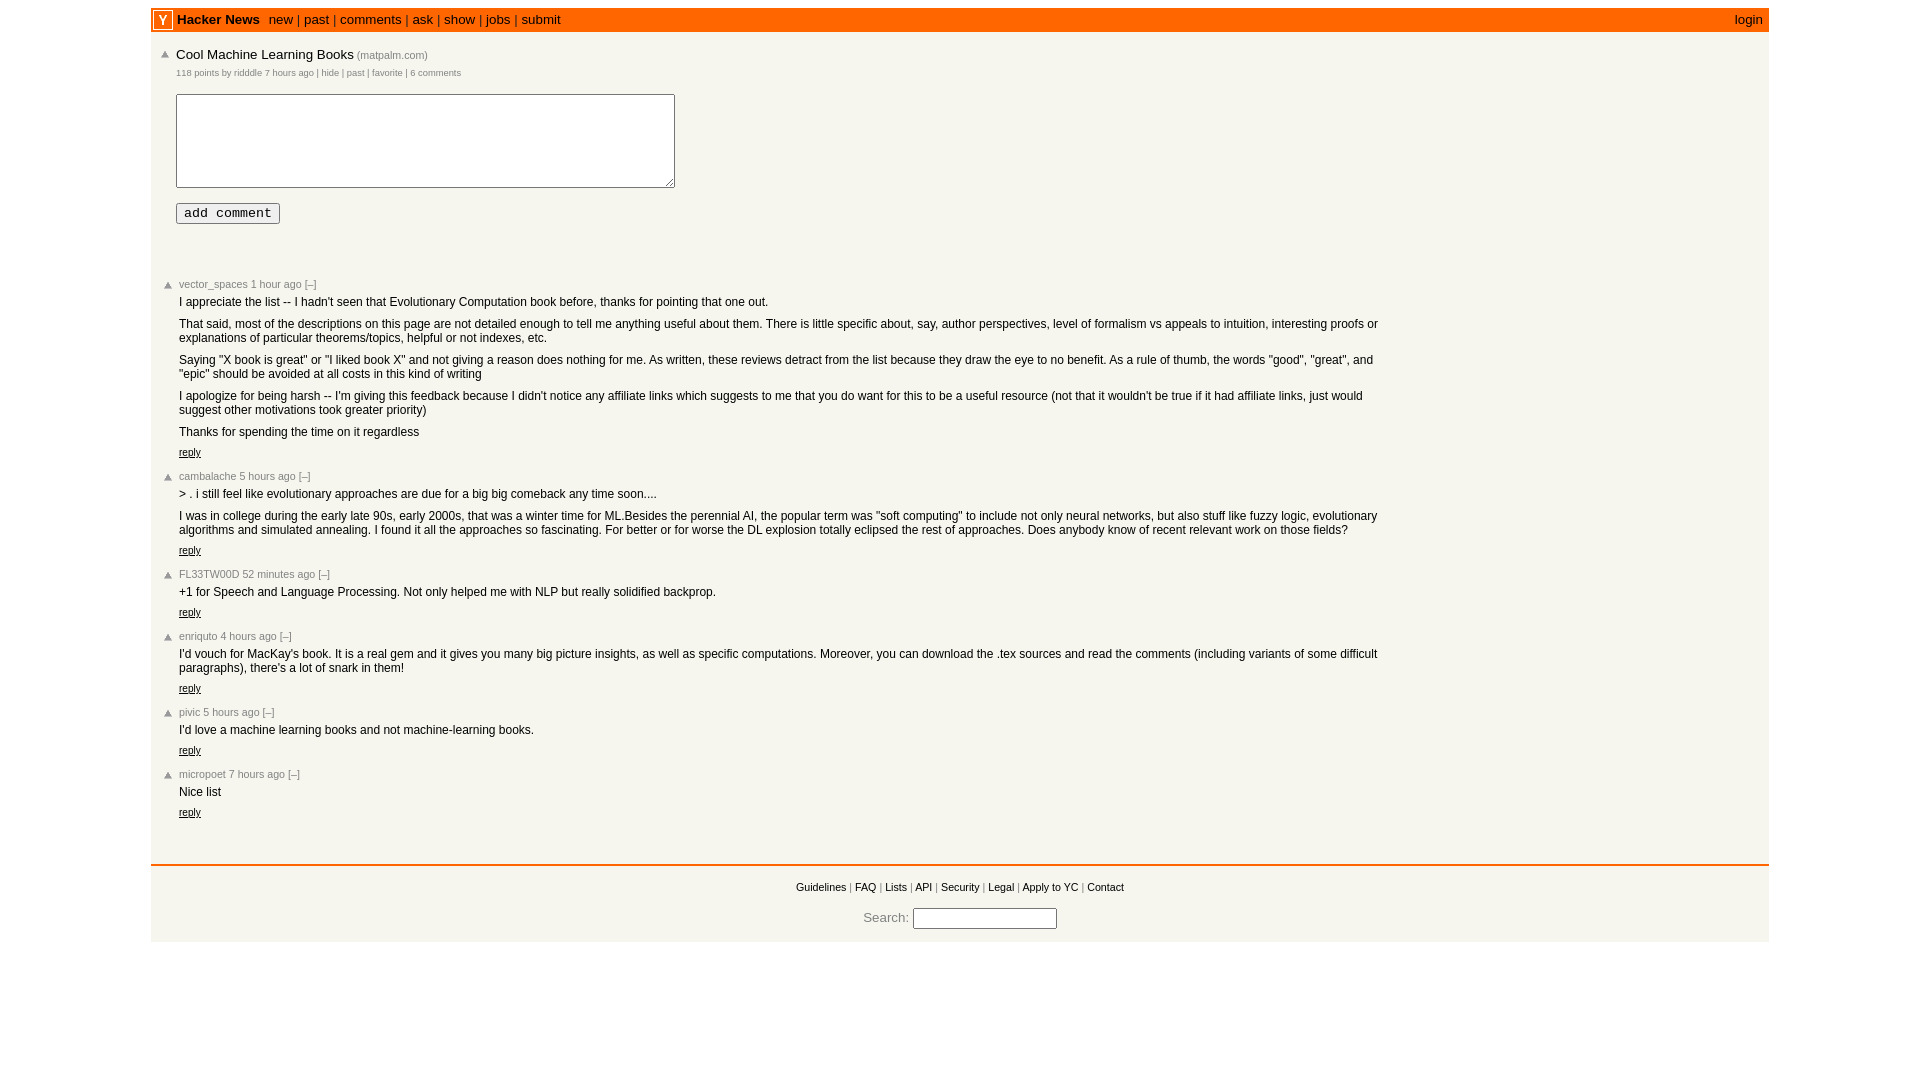 Y Hacker News new | past | comments | ask | show | jobs | submit login
Cool Machine Learning Books (matpalm.com)
118 points by ridddle 7 hours ago | hide | past | favorite | 6 comments
add comment
vector_spaces 1 hour ago [–]
I appreciate the list -- I hadn't seen that Evolutionary Computation book before, thanks for pointing that one out.
That said, most of the descriptions on this page are not detailed enough to tell me anything useful about them. There is little specific about, say, author perspectives, level of formalism vs appeals to intuition, interesting proofs or
explanations of particular theorems/topics, helpful or not indexes, etc.
Saying "X book is great" or "I liked book X" and not giving a reason does nothing for me. As written, these reviews detract from the list because they draw the eye to no benefit. As a rule of thumb, the words "good", "great", and
"epic" should be avoided at all costs in this kind of writing
I apologize for being harsh -- I'm giving this feedback because I didn't notice any affiliate links which suggests to me that you do want for this to be a useful resource (not that it wouldn't be true if it had affiliate links, just would
suggest other motivations took greater priority)
Thanks for spending the time on it regardless
reply
cambalache 5 hours ago [–]
> . i still feel like evolutionary approaches are due for a big big comeback any time soon....
I was in college during the early late 90s, early 2000s, that was a winter time for ML.Besides the perennial AI, the popular term was "soft computing" to include not only neural networks, but also stuff like fuzzy logic, evolutionary
algorithms and simulated annealing. I found it all the approaches so fascinating. For better or for worse the DL explosion totally eclipsed the rest of approaches. Does anybody know of recent relevant work on those fields?
reply
FL33TW00D 52 minutes ago [–]
+1 for Speech and Language Processing. Not only helped me with NLP but really solidified backprop.
reply
enriquto 4 hours ago [–]
I'd vouch for MacKay's book. It is a real gem and it gives you many big picture insights, as well as specific computations. Moreover, you can download the .tex sources and read the comments (including variants of some difficult
paragraphs), there's a lot of snark in them!
reply
pivic 5 hours ago [–]
I'd love a machine learning books and not machine-learning books.
reply
micropoet 7 hours ago [–]
Nice list
reply
Guidelines | FAQ | Lists | API | Security | Legal | Apply to YC | Contact
Search: